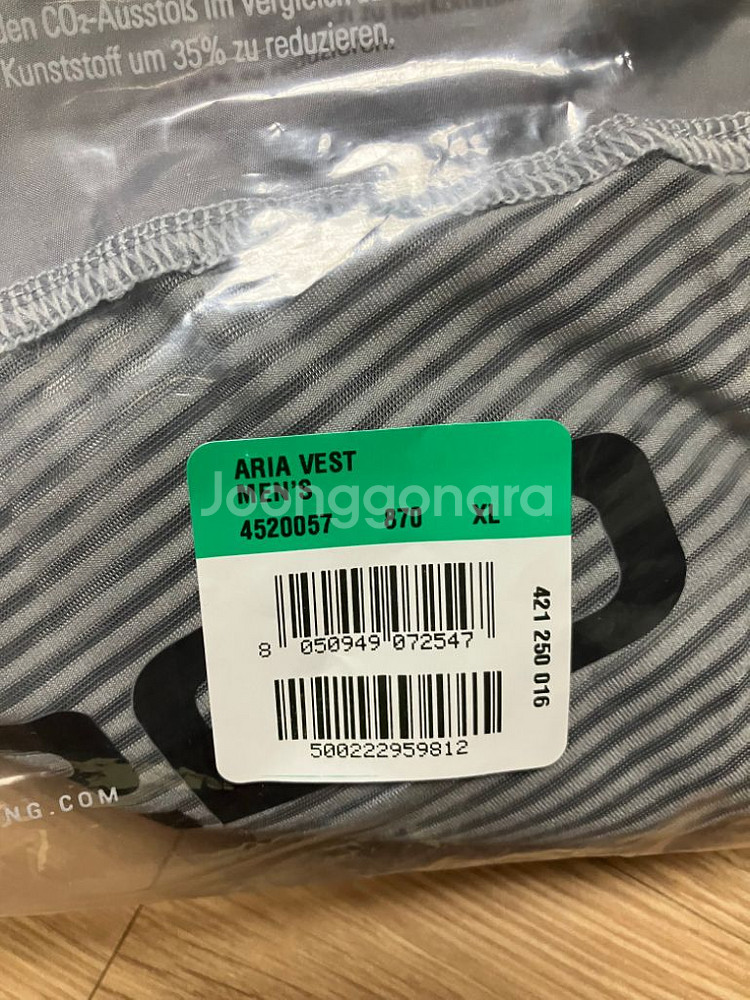 den CO₂-Ausstoß im Vergleich
Kunststoff um 35% zu reduzieren.
ARIA VEST
MEN'S
Joonggonara
4520057 870 XL
8 050949 072547
421 250 016
500222959812
NG.COM